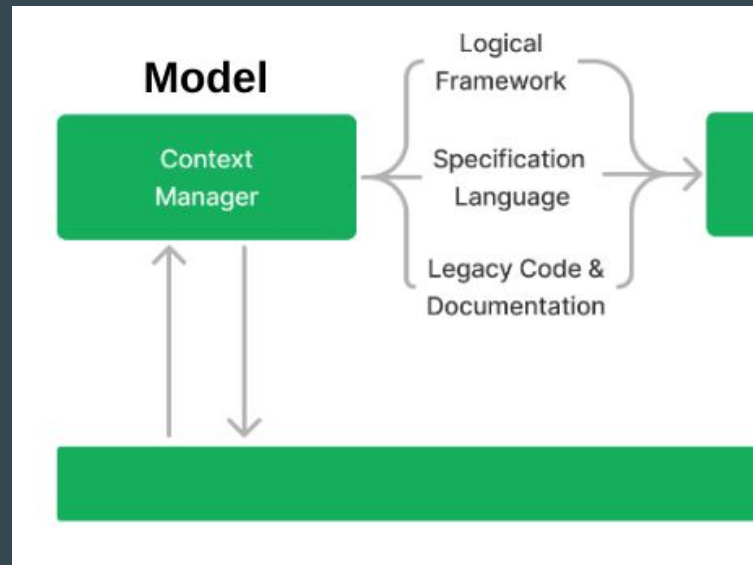 Model
Context
Manager
Logical
Framework
Specification
Language
Legacy Code &
Documentation